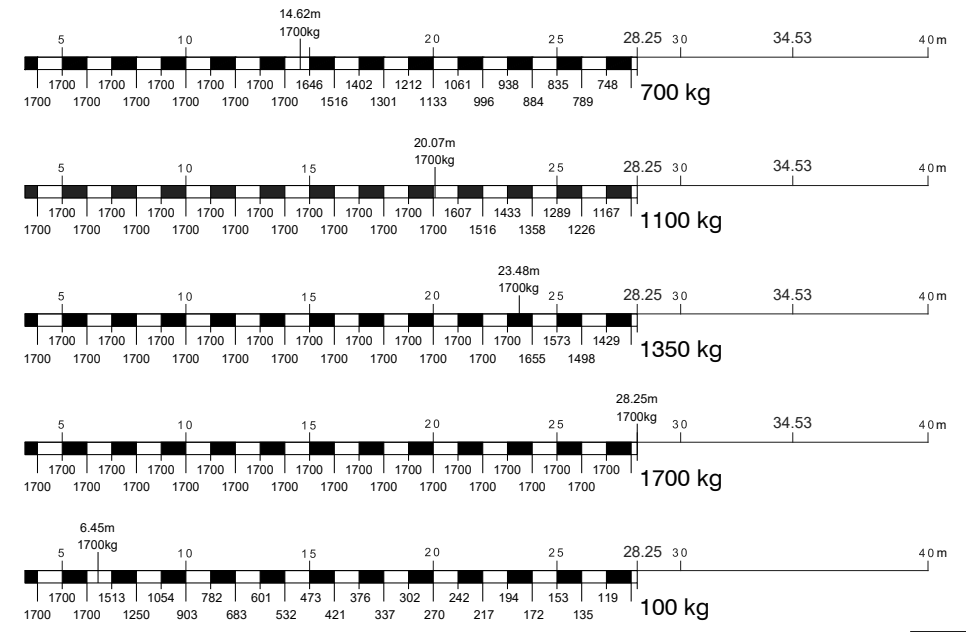 14.62m
1700kg
5 10 20 25 28.25 30 34.53 40m
1700 1700 1700 1700 1700 1646 1402 1212 1061 938 835 748
1700 1700 1700 1700 1700 1700 1516 1301 1133 996 884 789
700 kg
20.07m
1700kg
5 10 15 25 28.25 30 34.53 40m
1700 1700 1700 1700 1700 1700 1700 1700 1607 1433 1289 1167
1700 1700 1700 1700 1700 1700 1700 1700 1700 1516 1358 1226
1100 kg
23.48m
1700kg
5 10 15 20 25 28.25 30 34.53 40m
1700 1700 1700 1700 1700 1700 1700 1700 1700 1700 1573 1429
1700 1700 1700 1700 1700 1700 1700 1700 1700 1700 1655 1498
1350 kg
28.25m
1700kg
5 10 15 20 25 30 34.53 40m
1700 1700 1700 1700 1700 1700 1700 1700 1700 1700 1700 1700
1700 1700 1700 1700 1700 1700 1700 1700 1700 1700 1700 1700
1700 kg
6.45m
1700kg
5 10 15 20 25 28.25 30 40m
1700 1513 1054 782 601 473 376 302 242 194 153 119
1700 1700 1250 903 683 532 421 337 270 217 172 135
100 kg